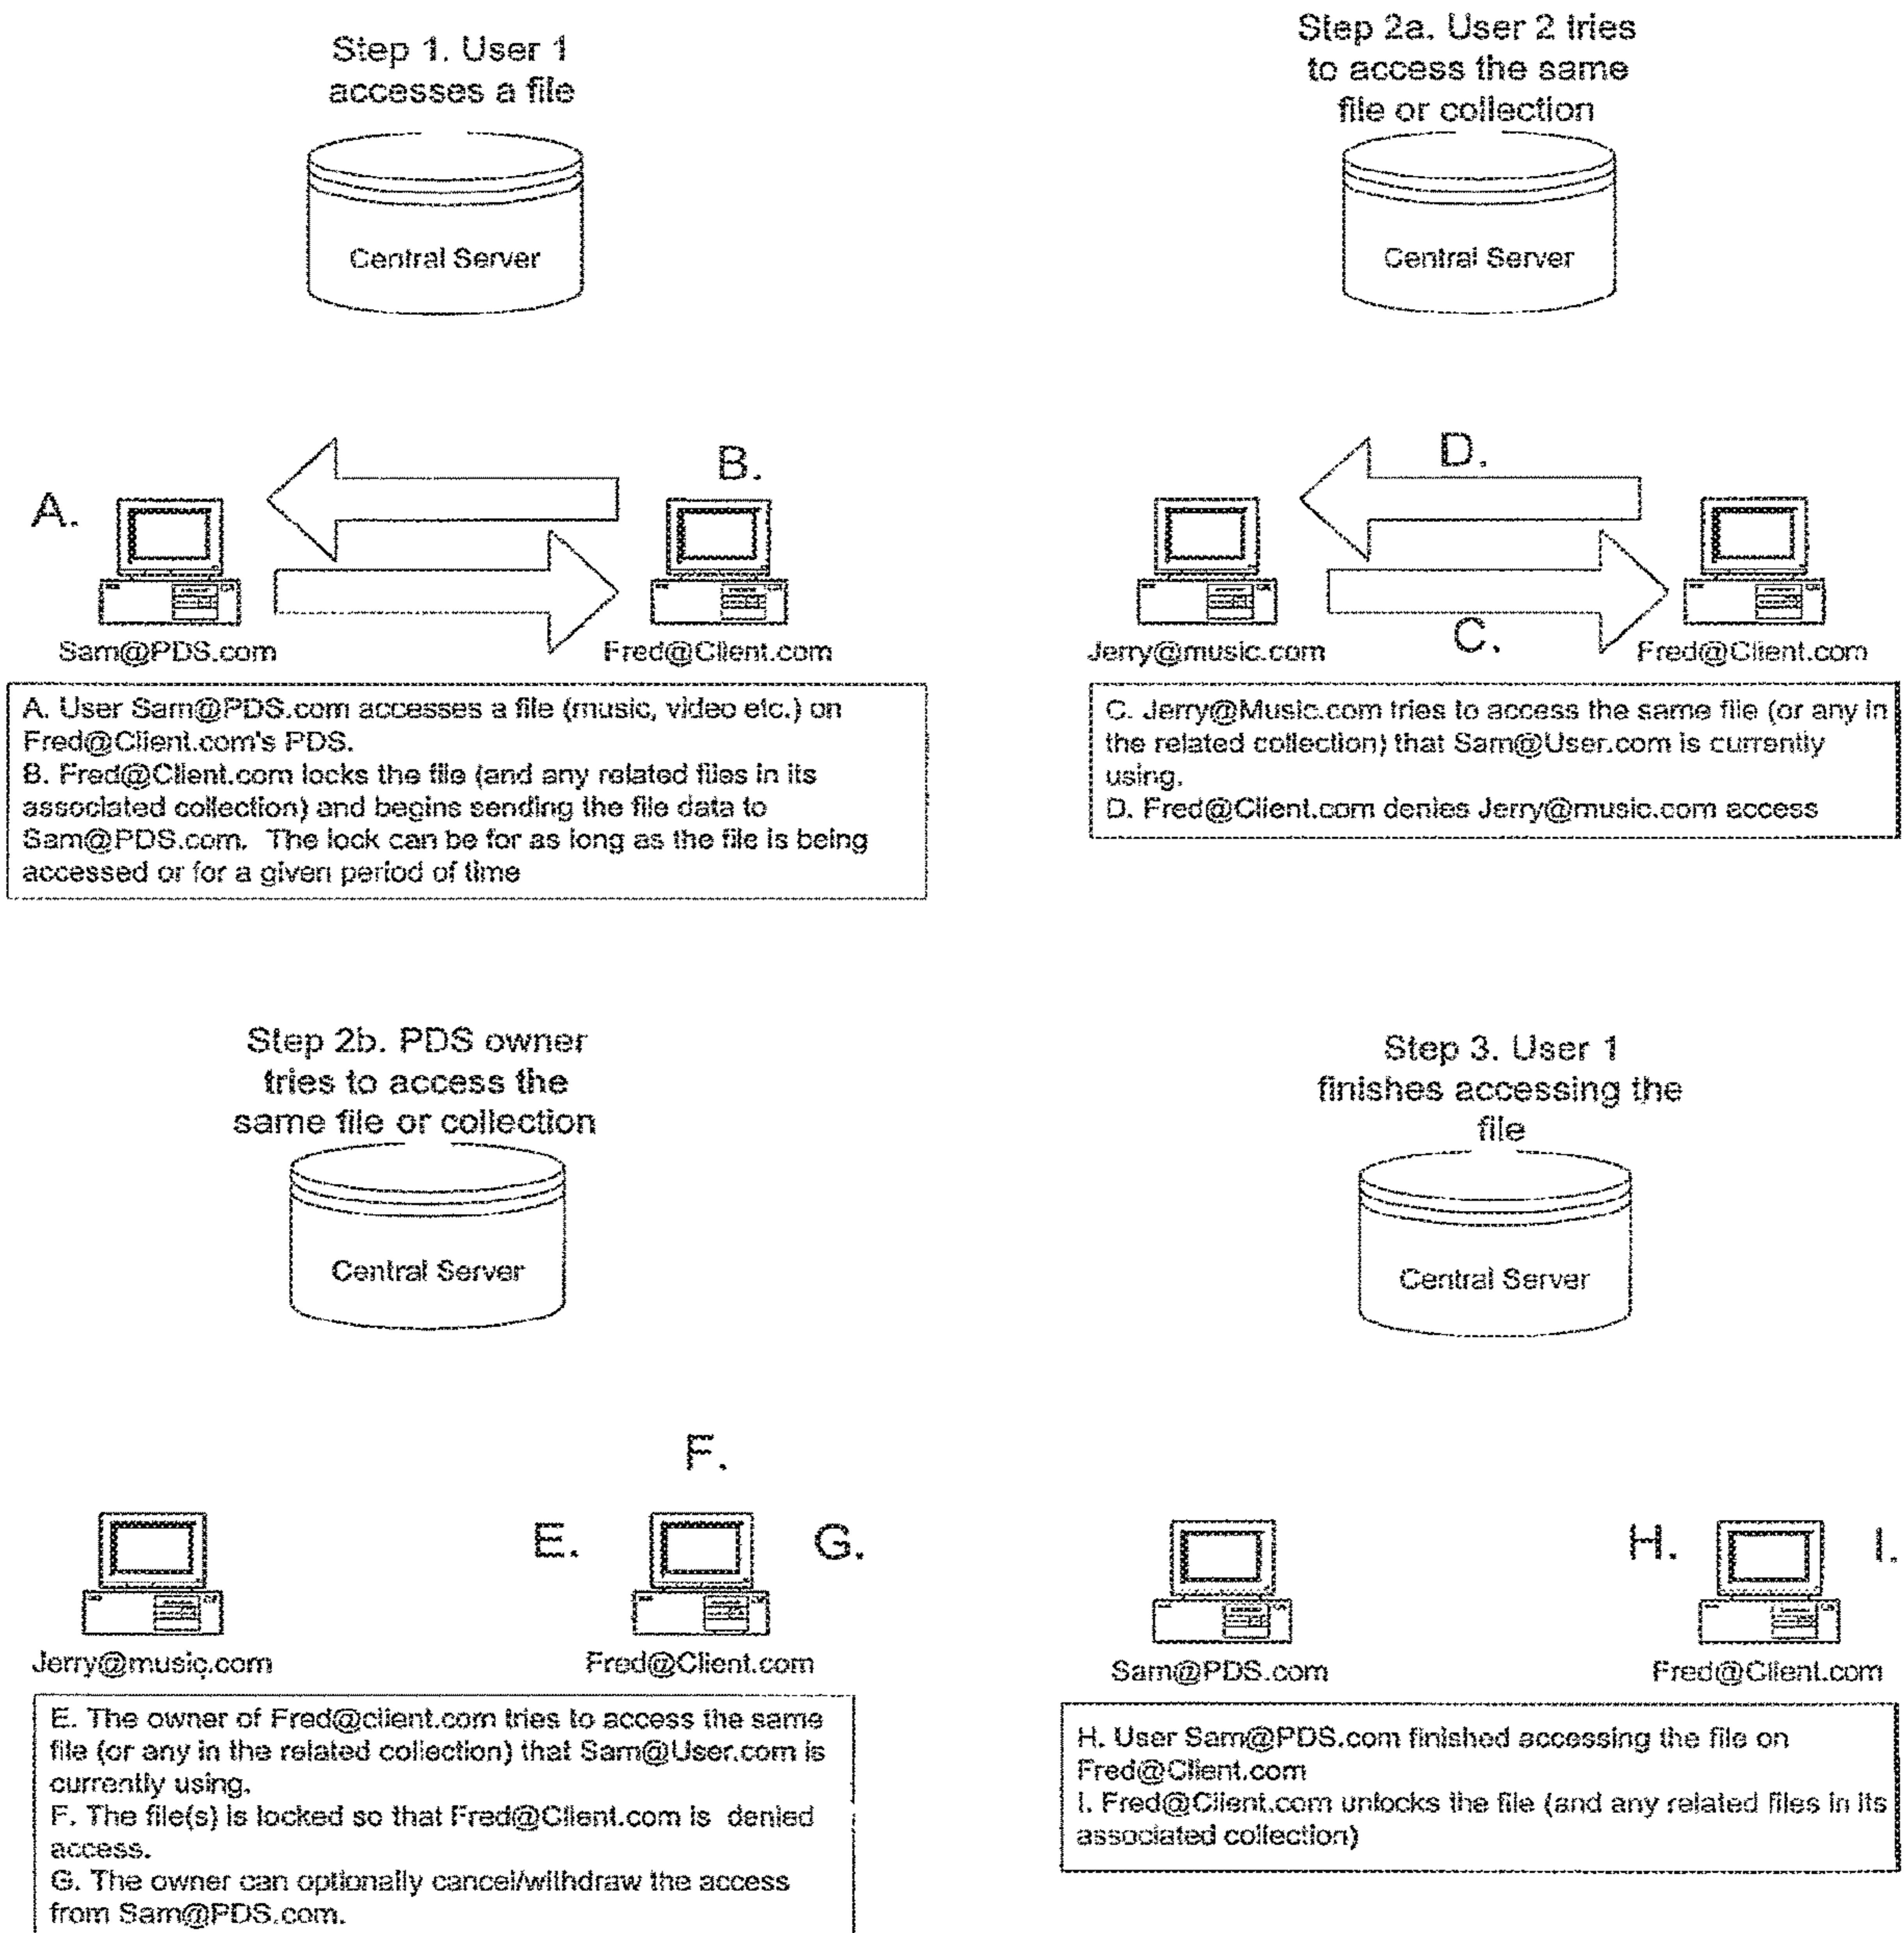 Step 1. User 1
accesses a file
Central Server
A.
B.
Sam@PDS.com
Fred@Client.com
A. User Sam@PDS.com accesses a file (music, video etc.) on
Fred@Client.com's PDS.
B. Fred@Client.com locks the file (and any related files in its
associated collection) and begins sending the file data to
Sam@PDS.com. The lock can be for as long as the file is being
accessed or for a given period of time
Step 2a. User 2 tries
to access the same
file or collection
Central Server
D.
C.
Jerry@music.com
Fred@Client.com
C. Jerry@Music.com tries to access the same file (or any in
the related collection) that Sam@User.com is currently
using.
D. Fred@Client.com denies Jerry@music.com access
Step 2b. PDS owner
tries to access the
same file or collection
Central Server
F.
E.
G.
Jerry@music.com
Fred@Client.com
E. The owner of Fred@client.com tries to access the same
file (or any in the related collection) that Sam@User.com is
currently using.
F. The file(s) is locked so that Fred@Client.com is denied
access.
G. The owner can optionally cancel/withdraw the access
from Sam@PDS.com.
Step 3. User 1
finishes accessing the
file
Central Server
H.
I.
Sam@PDS.com
Fred@Client.com
H. User Sam@PDS.com finished accessing the file on
Fred@Client.com
I. Fred@Client.com unlocks the file (and any related files in its
associated collection)